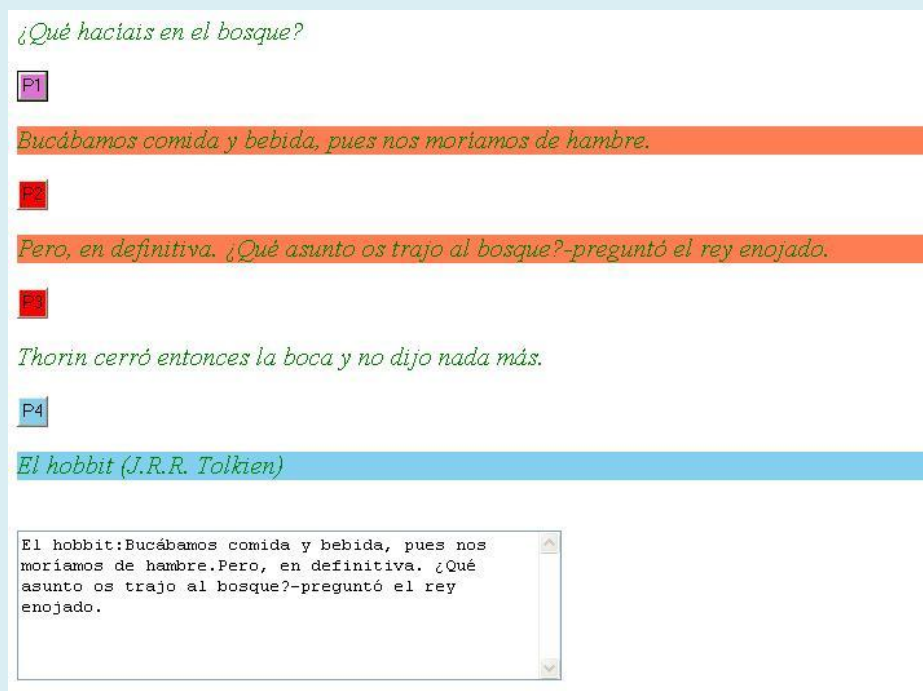 ¿Qué hacíais en el bosque?
P1
Bucábamos comida y bebida, pues nos moríamos de hambre.
P2
Pero, en definitiva. ¿Qué asunto os trajo al bosque?-preguntó el rey enojado.
P3
Thorin cerró entonces la boca y no dijo nada más.
P4
El hobbit (J.R.R. Tolkien)
El hobbit:Bucábamos comida y bebida, pues nos
moríamos de hambre.Pero, en definitiva. ¿Qué
asunto os trajo al bosque?-preguntó el rey
enojado.